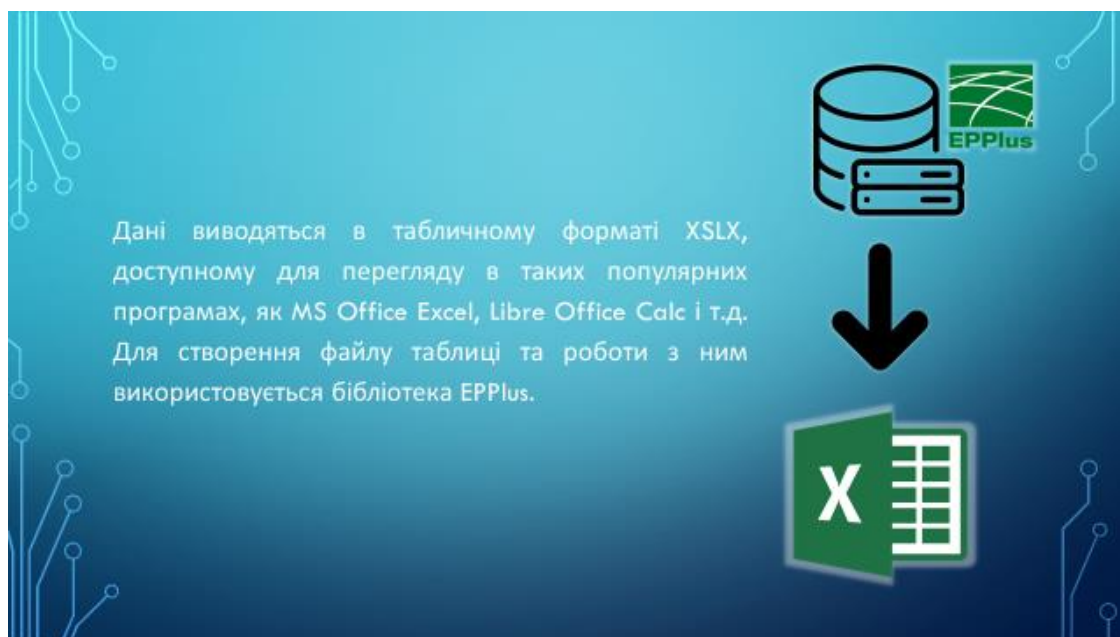 EPPlus
Дані виводяться в табличному форматі XSLX,
доступному для перегляду в таких популярних
програмах, як MS Office Excel, Libre Office Calc і т.д.
Для створення файлу таблиці та роботи з ним
використовується бібліотека EPPlus.
X